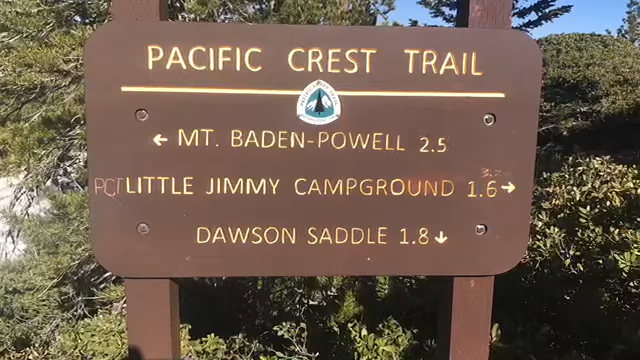 PACIFIC CREST TRAIL
← MT. BADEN-POWELL 2.5
PCT LITTLE JIMMY CAMPGROUND 1.6 →
DAWSON SADDLE 1.8 ↓